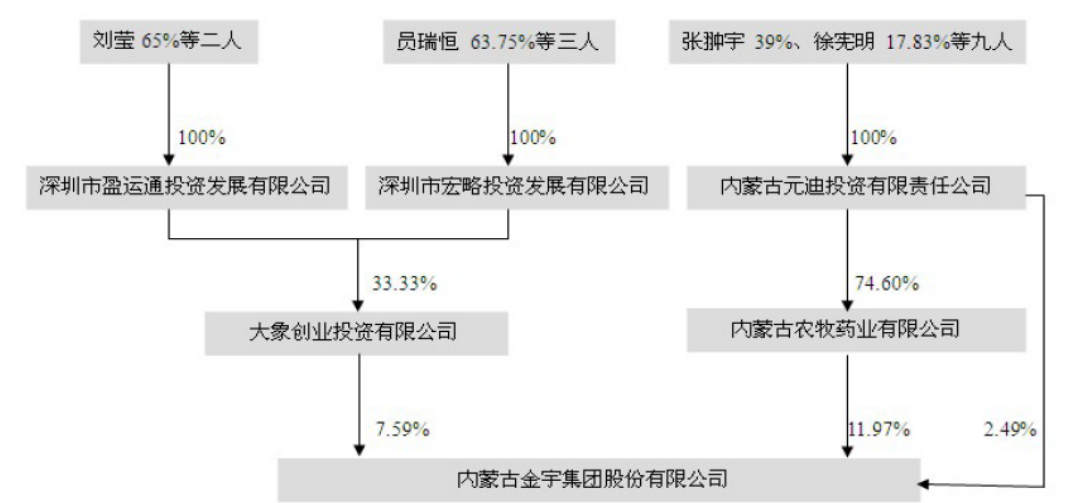 刘莹 65%等二人
员瑞恒 63.75%等三人
张翀宇 39%、徐宪明 17.83%等九人
100%
100%
100%
深圳市盈运通投资发展有限公司
深圳市宏略投资发展有限公司
内蒙古元迪投资有限责任公司
33.33%
74.60%
大象创业投资有限公司
内蒙古农牧药业有限公司
7.59%
11.97%
2.49%
内蒙古金宇集团股份有限公司